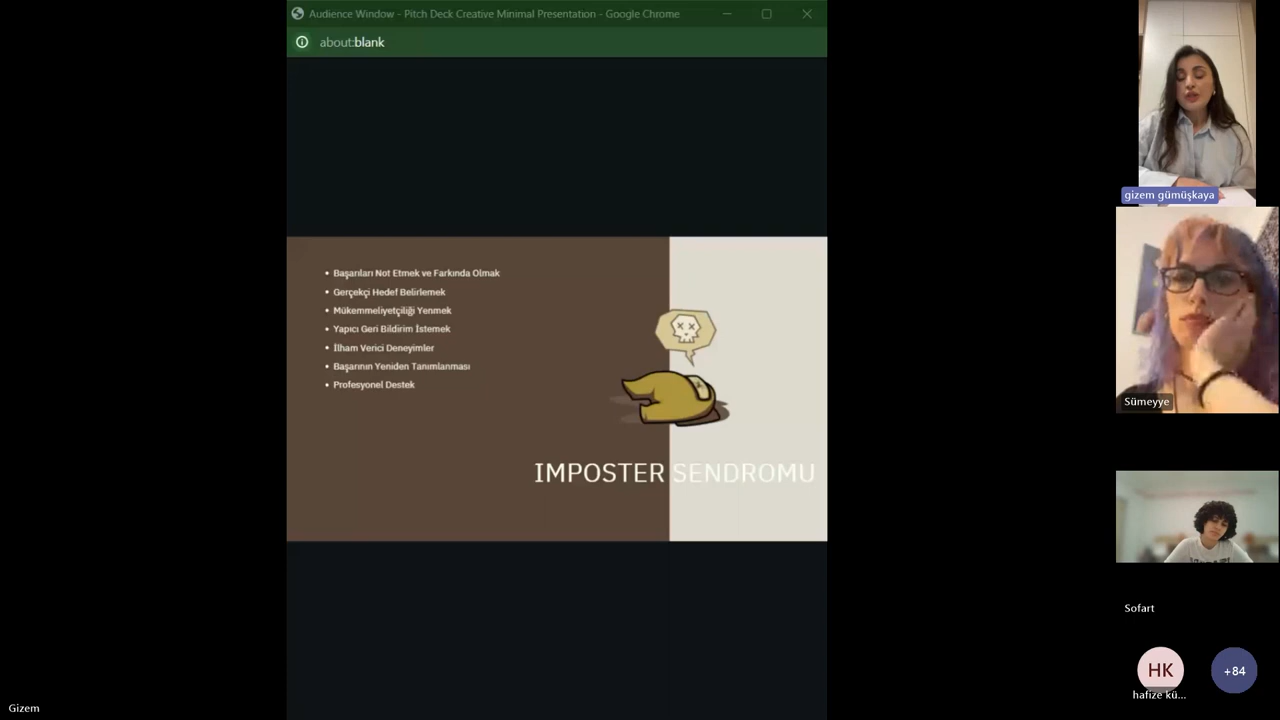 Audience Window - Pitch Deck Creative Minimal Presentation - Google Chrome
about:blank
• Başarıları Not Etmek ve Farkında Olmak
• Gerçekçi Hedef Belirlemek
• Mükemmeliyetçiliği Yenmek
• Yapıcı Geri Bildirim İstemek
• İlham Verici Deneyimler
• Başarının Yeniden Tanımlanması
• Profesyonel Destek
IMPOSTER SENDROMU
gizem gümüşkaya
Sümeyye
Sofart
HK
+84
hafize kü...
Gizem